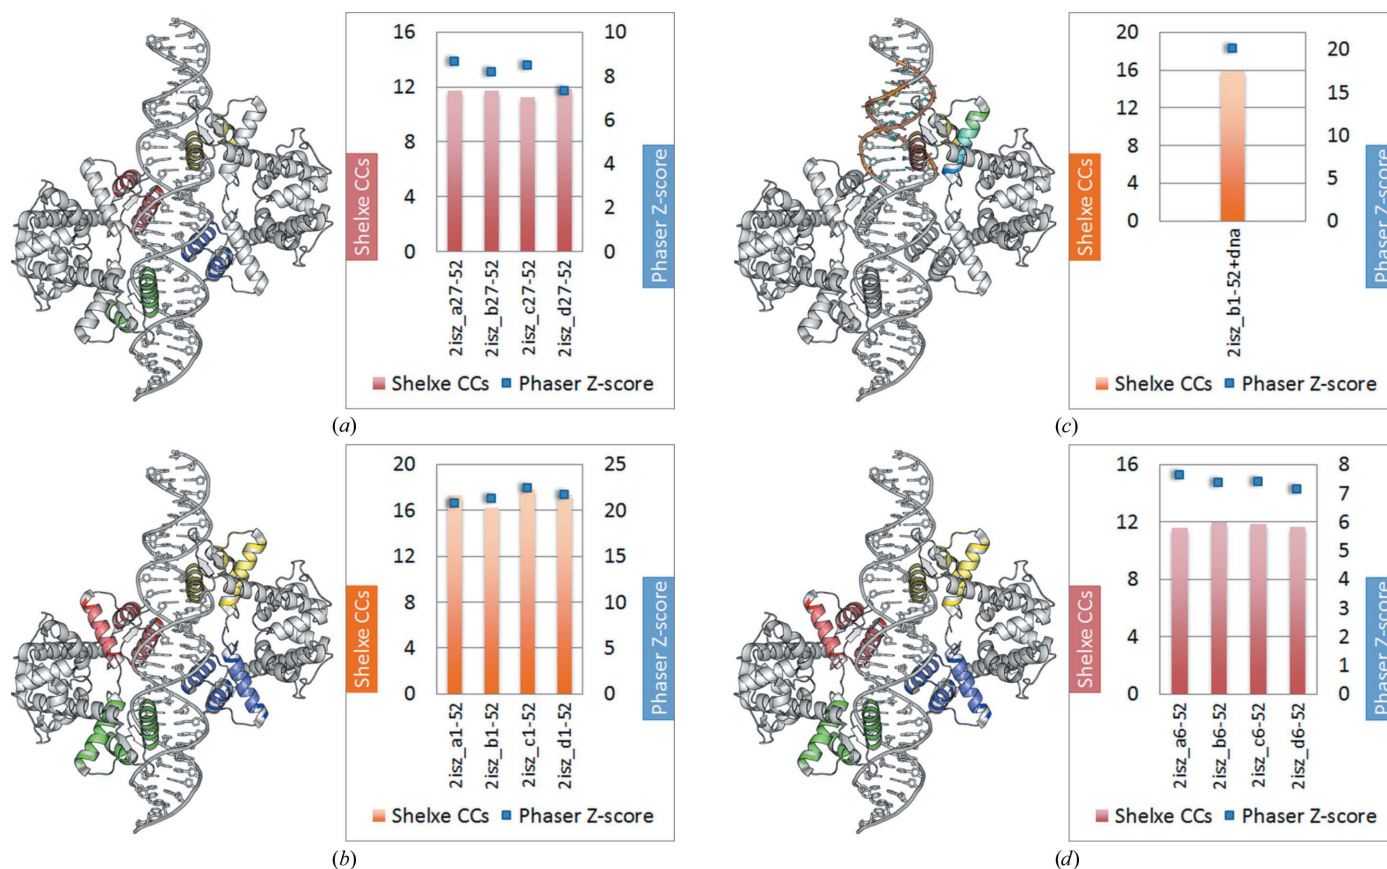 16
12
8
4
0
10
8
6
4
2
0
Shelxe CCs
Phaser Z-score
2isz_a27-52
2isz_b27-52
2isz_c27-52
2isz_d27-52
Shelxe CCs Phaser Z-score
(a)
20
16
12
8
4
0
20
15
10
5
0
Shelxe CCs
Phaser Z-score
2isz_b1-52+dna
Shelxe CCs Phaser Z-score
(c)
20
16
12
8
4
0
25
20
15
10
5
0
Shelxe CCs
Phaser Z-score
2isz_a1-52
2isz_b1-52
2isz_c1-52
2isz_d1-52
Shelxe CCs Phaser Z-score
(b)
16
12
8
4
0
8
7
6
5
4
3
2
1
0
Shelxe CCs
Phaser Z-score
2isz_a6-52
2isz_b6-52
2isz_c6-52
2isz_d6-52
Shelxe CCs Phaser Z-score
(d)